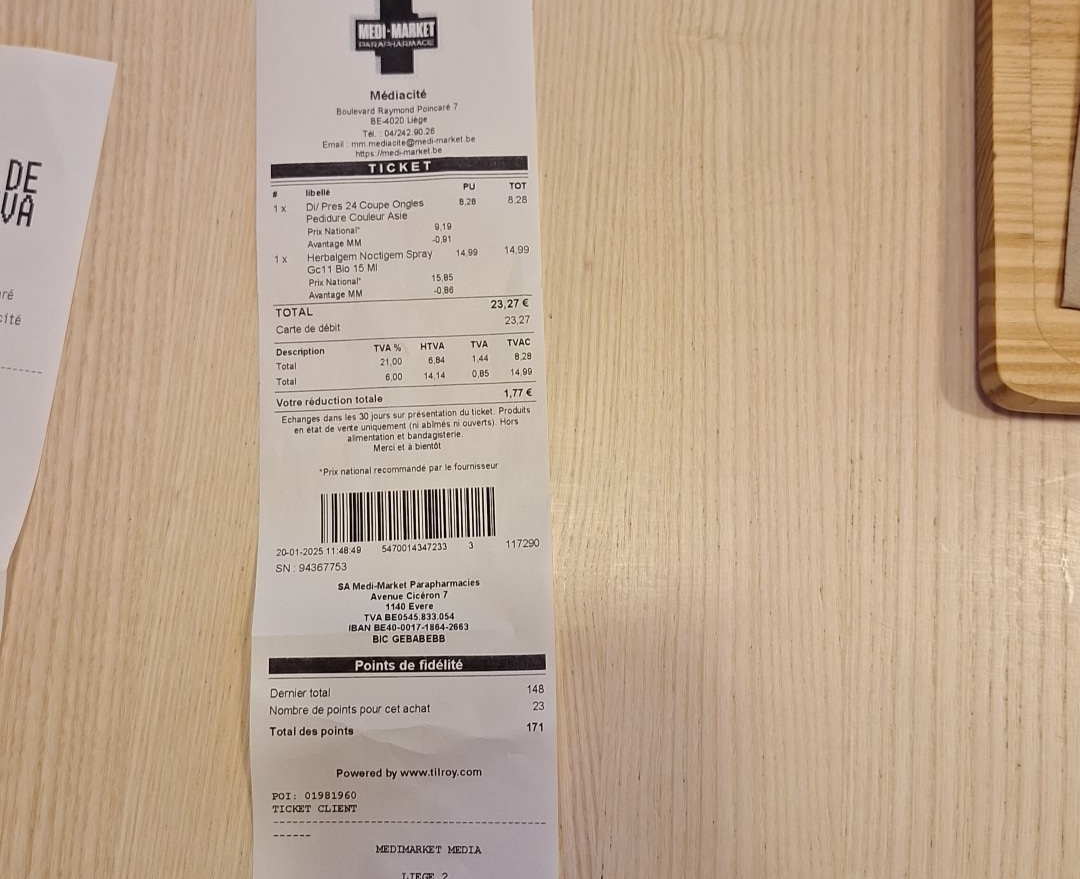 DE
VA
ré
cité
MEDI-MARKET
PARAPHARMACIE
Médiacité
Boulevard Raymond Poincaré 7
BE-4020 Liège
Tél. : 04/242.90.26
Email : mm.mediacite@medi-market.be
https://medi-market.be
TICKET
# libellé PU TOT
1 x Di/ Pres 24 Coupe Ongles 8,28 8,28
Pedidure Couleur Asie
Prix National* 9,19
Avantage MM -0,91
1 x Herbalgem Noctigem Spray 14,99 14,99
Gc11 Bio 15 Ml
Prix National* 15,85
Avantage MM -0,86
TOTAL 23,27 €
Carte de débit 23,27
Description TVA % HTVA TVA TVAC
Total 21,00 6,84 1,44 8,28
Total 6,00 14,14 0,85 14,99
Votre réduction totale 1,77 €
Echanges dans les 30 jours sur présentation du ticket. Produits
en état de vente uniquement (ni abîmés ni ouverts). Hors
alimentation et bandagisterie.
Merci et à bientôt
*Prix national recommandé par le fournisseur
20-01-2025 11:48:49 5470014347233 3 117290
SN : 94367753
SA Medi-Market Parapharmacies
Avenue Cicéron 7
1140 Evere
TVA BE0545.833.054
IBAN BE40-0017-1864-2663
BIC GEBABEBB
Points de fidélité
Dernier total 148
Nombre de points pour cet achat 23
Total des points 171
Powered by www.tilroy.com
POI: 01981960
TICKET CLIENT
MEDIMARKET MEDIA
LIEGE 2